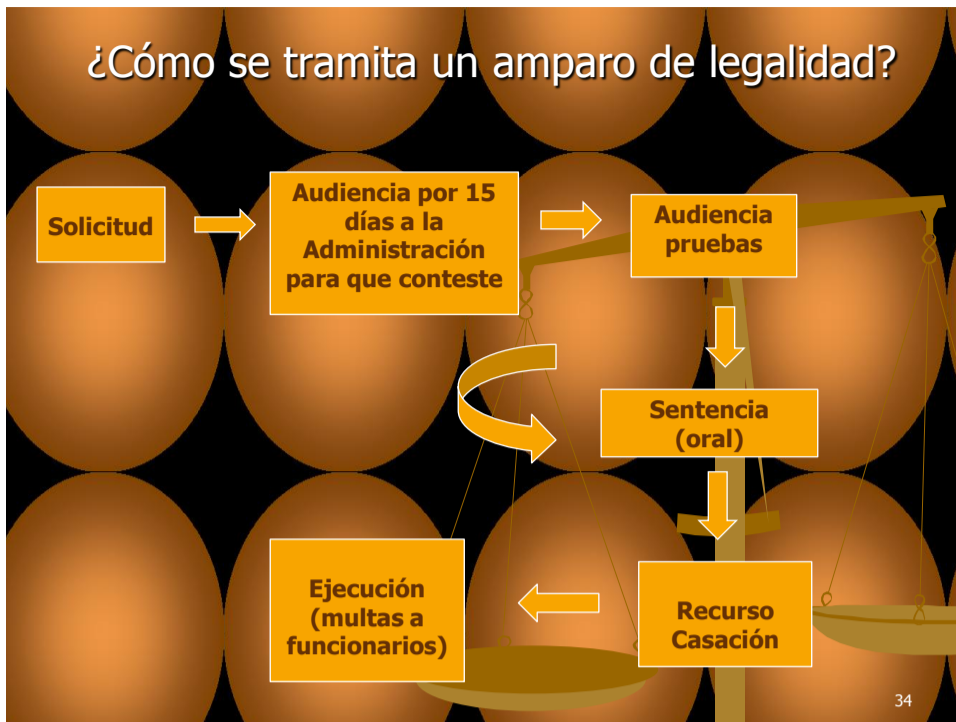 ¿Cómo se tramita un amparo de legalidad?
Solicitud
Audiencia por 15
días a la
Administración
para que conteste
Audiencia
pruebas
Sentencia
(oral)
Recurso
Casación
Ejecución
(multas a
funcionarios)
34